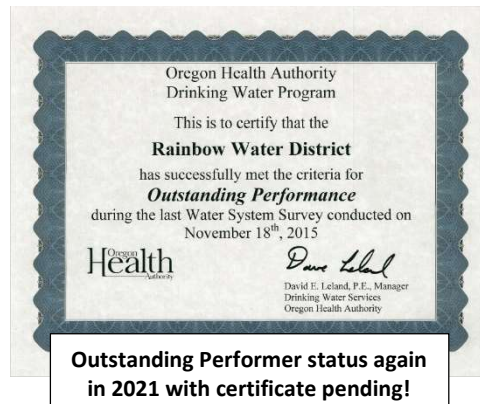 Oregon Health Authority
Drinking Water Program
This is to certify that the
Rainbow Water District
has successfully met the criteria for
Outstanding Performance
during the last Water System Survey conducted on
November 18th, 2015
Oregon
Health
Authority
Dave Leland
David E. Leland, P.E., Manager
Drinking Water Services
Oregon Health Authority
Outstanding Performer status again
in 2021 with certificate pending!